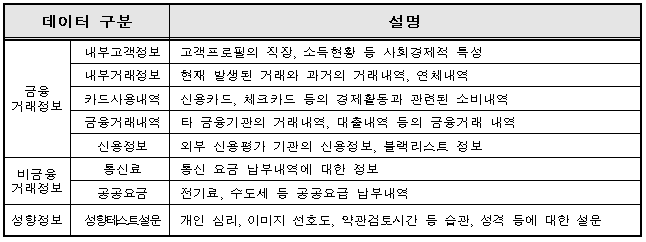 데이터 구분 설명
금융 거래정보 내부고객정보 고객프로필의 직장, 소득현황 등 사회경제적 특성
내부거래정보 현재 발생된 거래와 과거의 거래내역, 연체내역
카드사용내역 신용카드, 체크카드 등의 경제활동과 관련된 소비내역
금융거래내역 타 금융기관의 거래내역, 대출내역 등의 금융거래 내역
신용정보 외부 신용평가 기관의 신용정보, 블랙리스트 정보
비금융 거래정보 통신료 통신 요금 납부내역에 대한 정보
공공요금 전기료, 수도세 등 공공요금 납부내역
성향정보 성향테스트설문 개인 심리, 이미지 선호도, 약관검토시간 등 습관, 성격 등에 대한 설문